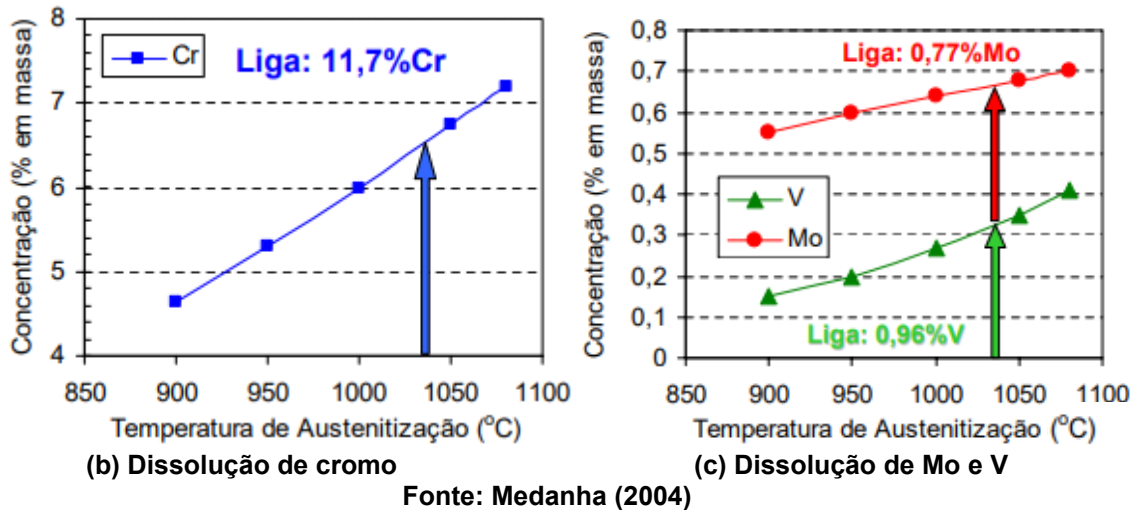 Concentração (% em massa)
8
7
6
5
4
Cr
Liga: 11,7%Cr
850 900 950 1000 1050 1100
Temperatura de Austenitização (°C)
(b) Dissolução de cromo
Concentração (% em massa)
0,8
0,7
0,6
0,5
0,4
0,3
0,2
0,1
0
Liga: 0,77%Mo
V
Mo
Liga: 0,96%V
850 900 950 1000 1050 1100
Temperatura de Austenitização (°C)
(c) Dissolução de Mo e V
Fonte: Medanha (2004)